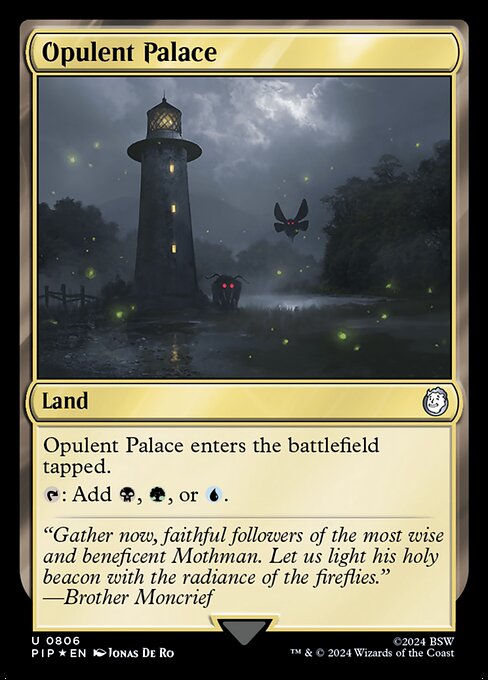 Opulent Palace
Land
Opulent Palace enters the battlefield
tapped.
: Add , , or .
“Gather now, faithful followers of the most wise
and beneficent Mothman. Let us light his holy
beacon with the radiance of the fireflies.”
—Brother Moncrief
U 0806
PIP★EN Jonas De Ro
©2024 BSW
™ & © 2024 Wizards of the Coast